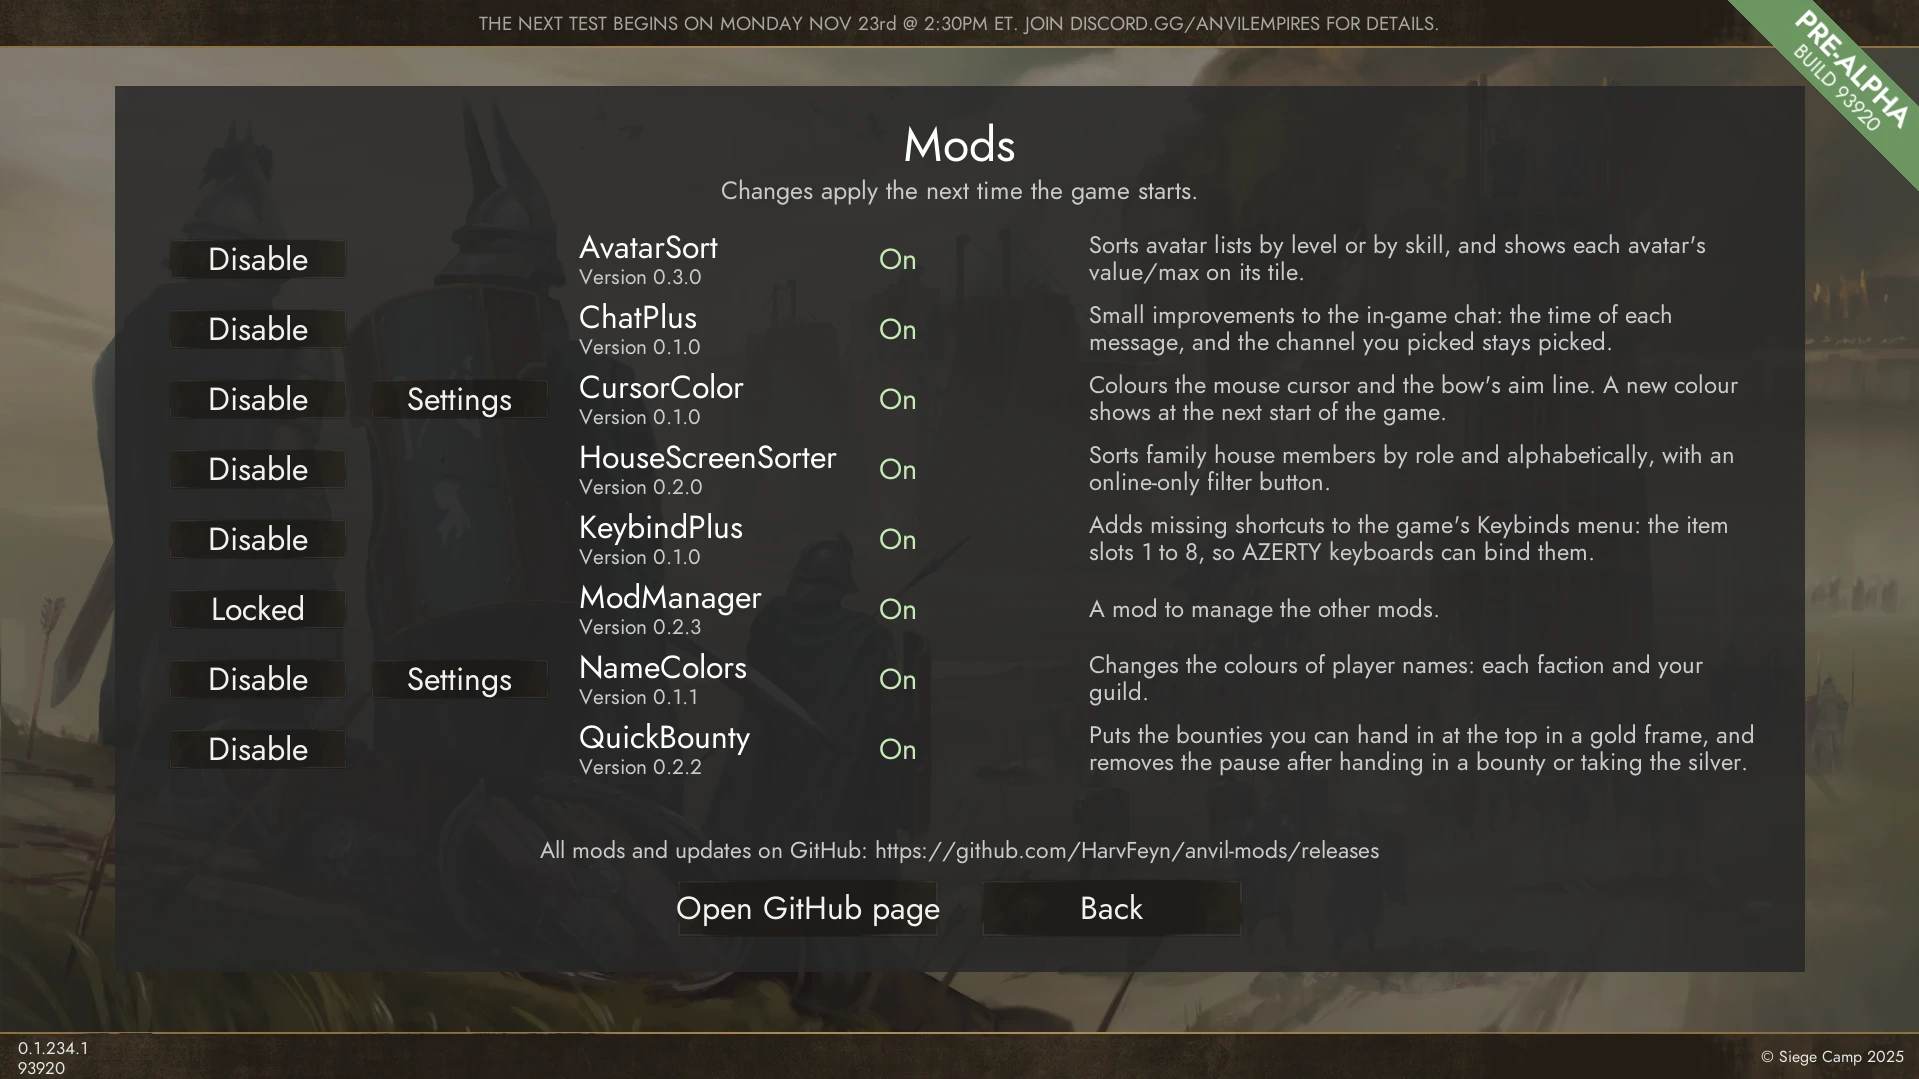 THE NEXT TEST BEGINS ON MONDAY NOV 23rd @ 2:30PM ET. JOIN DISCORD.GG/ANVILEMPIRES FOR DETAILS.
PRE-ALPHA
BUILD 93920
Mods
Changes apply the next time the game starts.
Disable
AvatarSort
Version 0.3.0
On
Sorts avatar lists by level or by skill, and shows each avatar's
value/max on its tile.
Disable
ChatPlus
Version 0.1.0
On
Small improvements to the in-game chat: the time of each
message, and the channel you picked stays picked.
Disable
Settings
CursorColor
Version 0.1.0
On
Colours the mouse cursor and the bow's aim line. A new colour
shows at the next start of the game.
Disable
HouseScreenSorter
Version 0.2.0
On
Sorts family house members by role and alphabetically, with an
online-only filter button.
Disable
KeybindPlus
Version 0.1.0
On
Adds missing shortcuts to the game's Keybinds menu: the item
slots 1 to 8, so AZERTY keyboards can bind them.
Locked
ModManager
Version 0.2.3
On
A mod to manage the other mods.
Disable
Settings
NameColors
Version 0.1.1
On
Changes the colours of player names: each faction and your
guild.
Disable
QuickBounty
Version 0.2.2
On
Puts the bounties you can hand in at the top in a gold frame, and
removes the pause after handing in a bounty or taking the silver.
All mods and updates on GitHub: https://github.com/HarvFeyn/anvil-mods/releases
Open GitHub page
Back
0.1.234.1
93920
© Siege Camp 2025